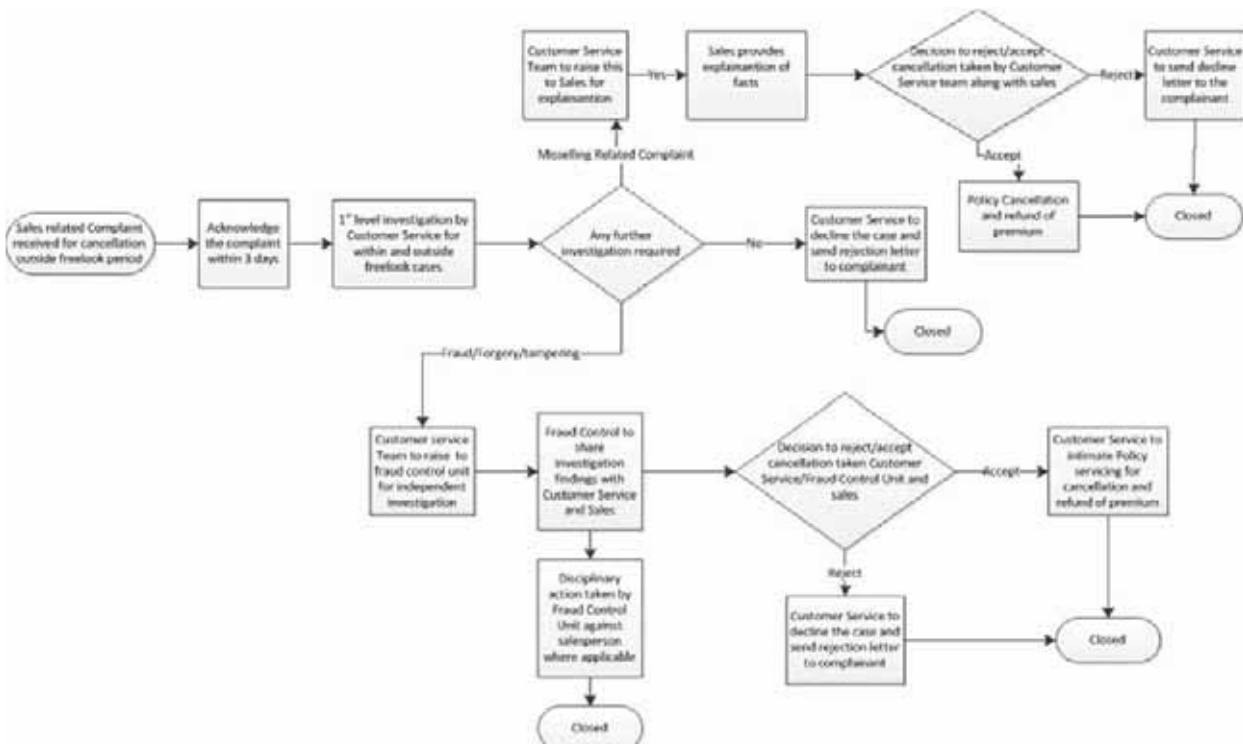 Customer Service
Team to raise this
to Sales for
explainantion
Yes
Sales provides
explainantion of
facts
Decision to reject/accept
cancellation taken by Customer
Service team along with sales
Reject
Customer Service
to send decline
letter to the
complainant
Misselling Related Complaint
Accept
Policy Cancellation
and refund of
premium
Closed
Sales related Complaint
received for cancellation
outside freelook period
Acknowledge
the complaint
within 3 days
1st level investigation by
Customer Service for
within and outside
freelook cases
Any further
investigation required
No
Customer Service to
decline the case and
send rejection letter
to complainant
Closed
Fraud/Forgery/tampering
Customer service
Team to raise to
fraud control unit
for independent
investigation
Fraud Control to
share
investigation
findings with
Customer Service
and Sales
Decision to reject/accept
cancellation taken Customer
Service/Fraud Control Unit and
sales
Accept
Customer Service to
intimate Policy
servicing for
cancellation and
refund of premium
Disciplinary
action taken by
Fraud Control
Unit against
salesperson
where applicable
Reject
Customer Service to
decline the case and
send rejection letter
to complaenant
Closed
Closed